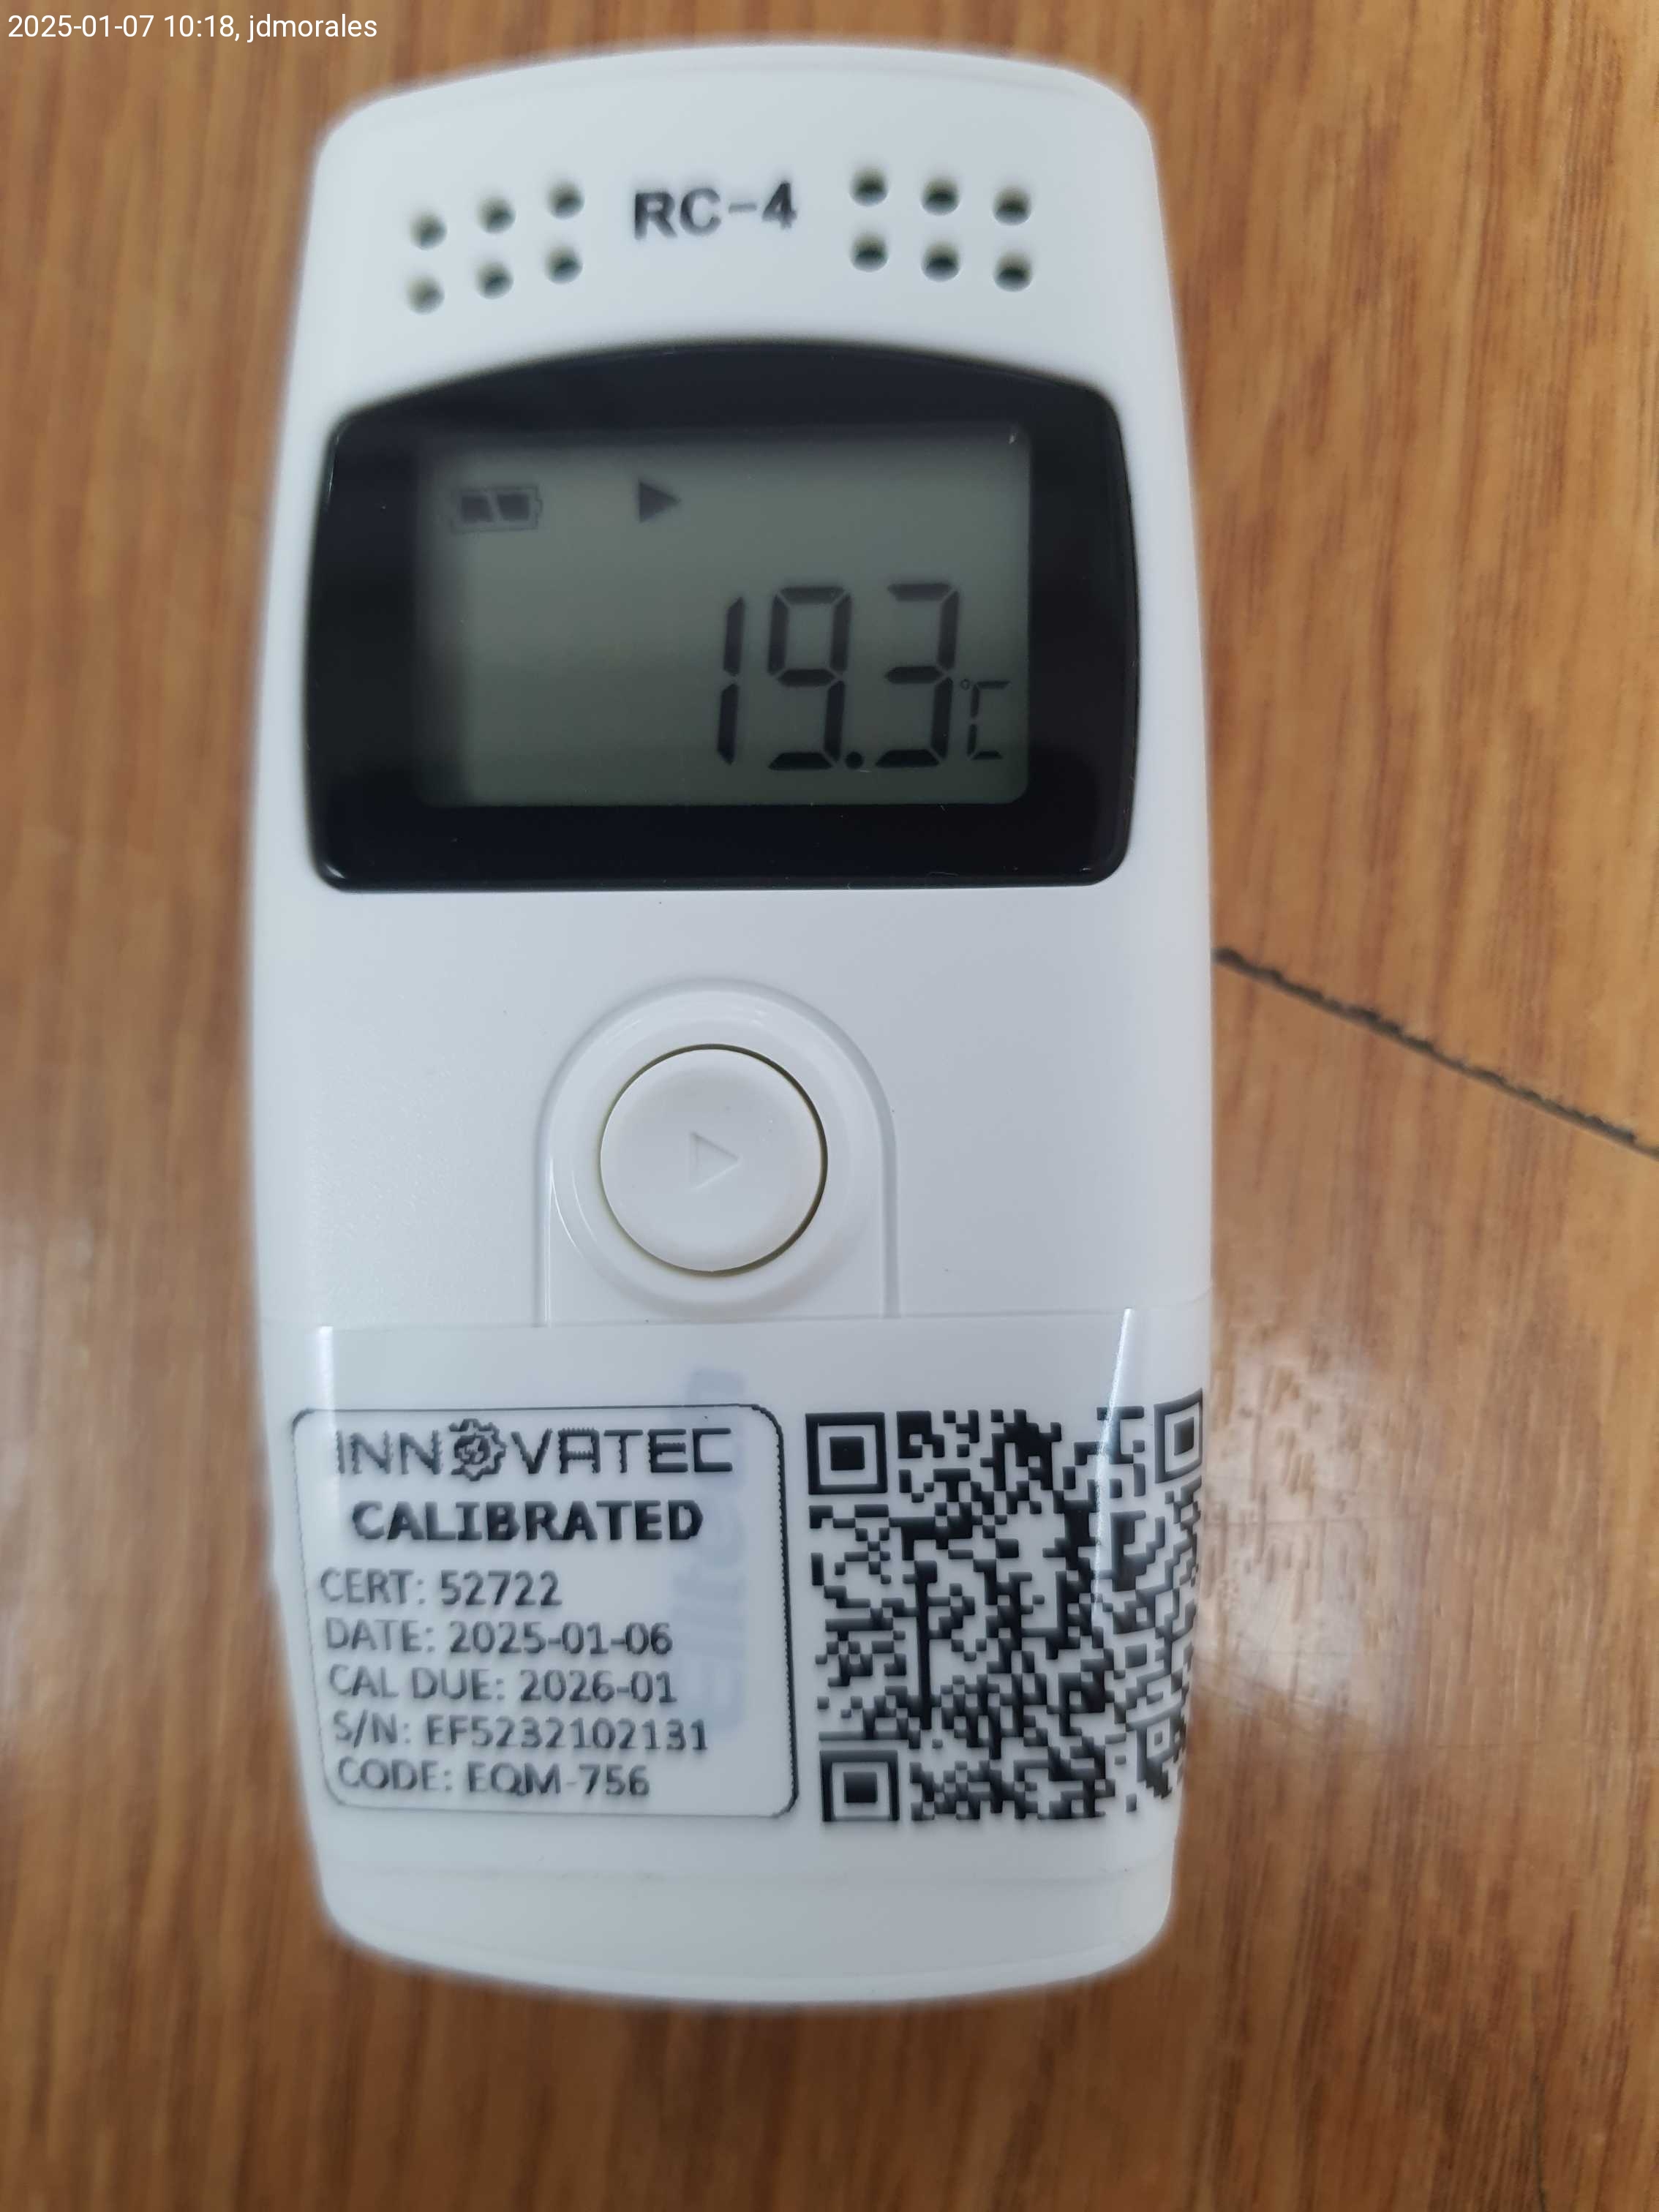 2025-01-07 10:18, jdmorales
RC-4
19.3°C
INNOVATEC
CALIBRATED
CERT: 52722
DATE: 2025-01-06
CAL DUE: 2026-01
S/N: EF5232102131
CODE: EQM-756
Elitech